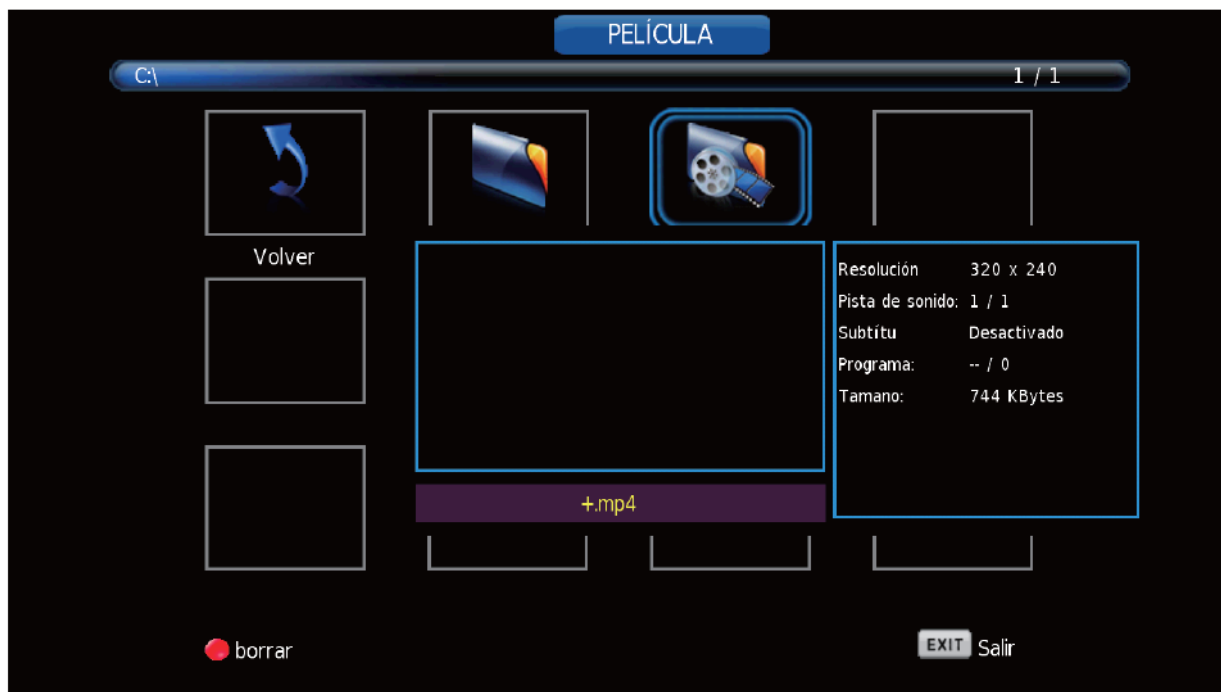 PELÍCULA
C:\ 1 / 1
Volver
Resolución 320 x 240
Pista de sonido: 1 / 1
Subtítu Desactivado
Programa: -- / 0
Tamano: 744 KBytes
+.mp4
borrar
EXIT Salir